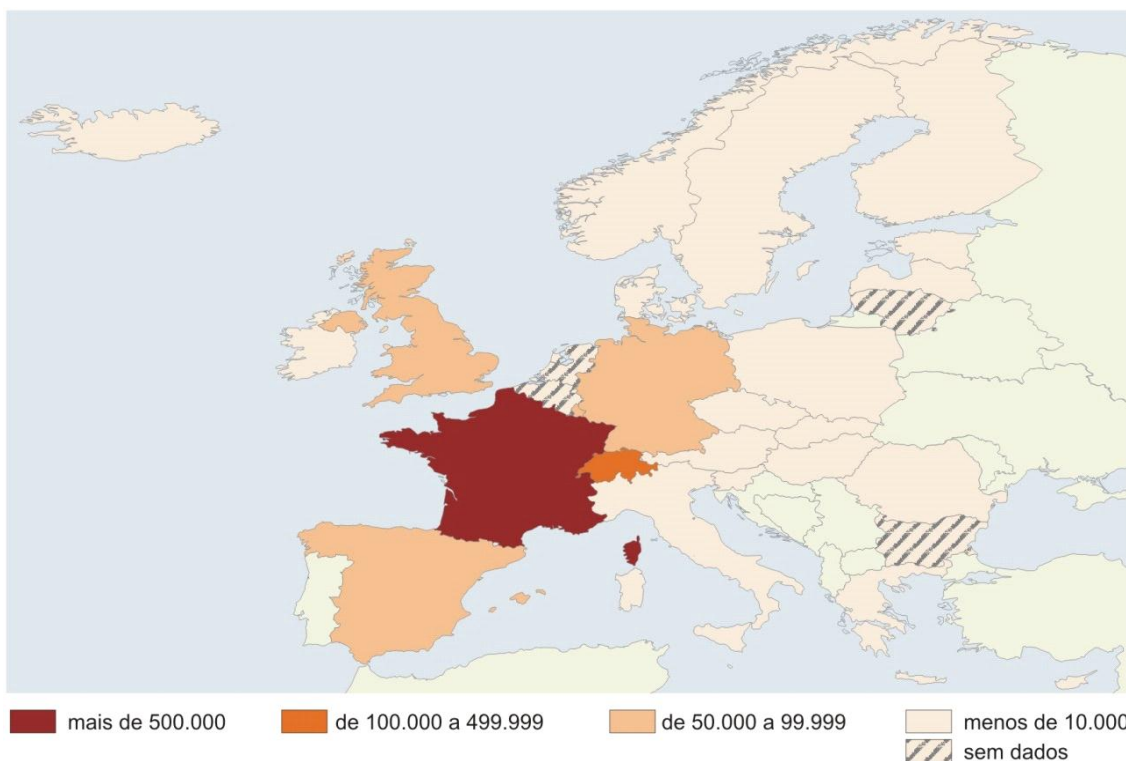 mais de 500.000
de 100.000 a 499.999
de 50.000 a 99.999
menos de 10.000
sem dados